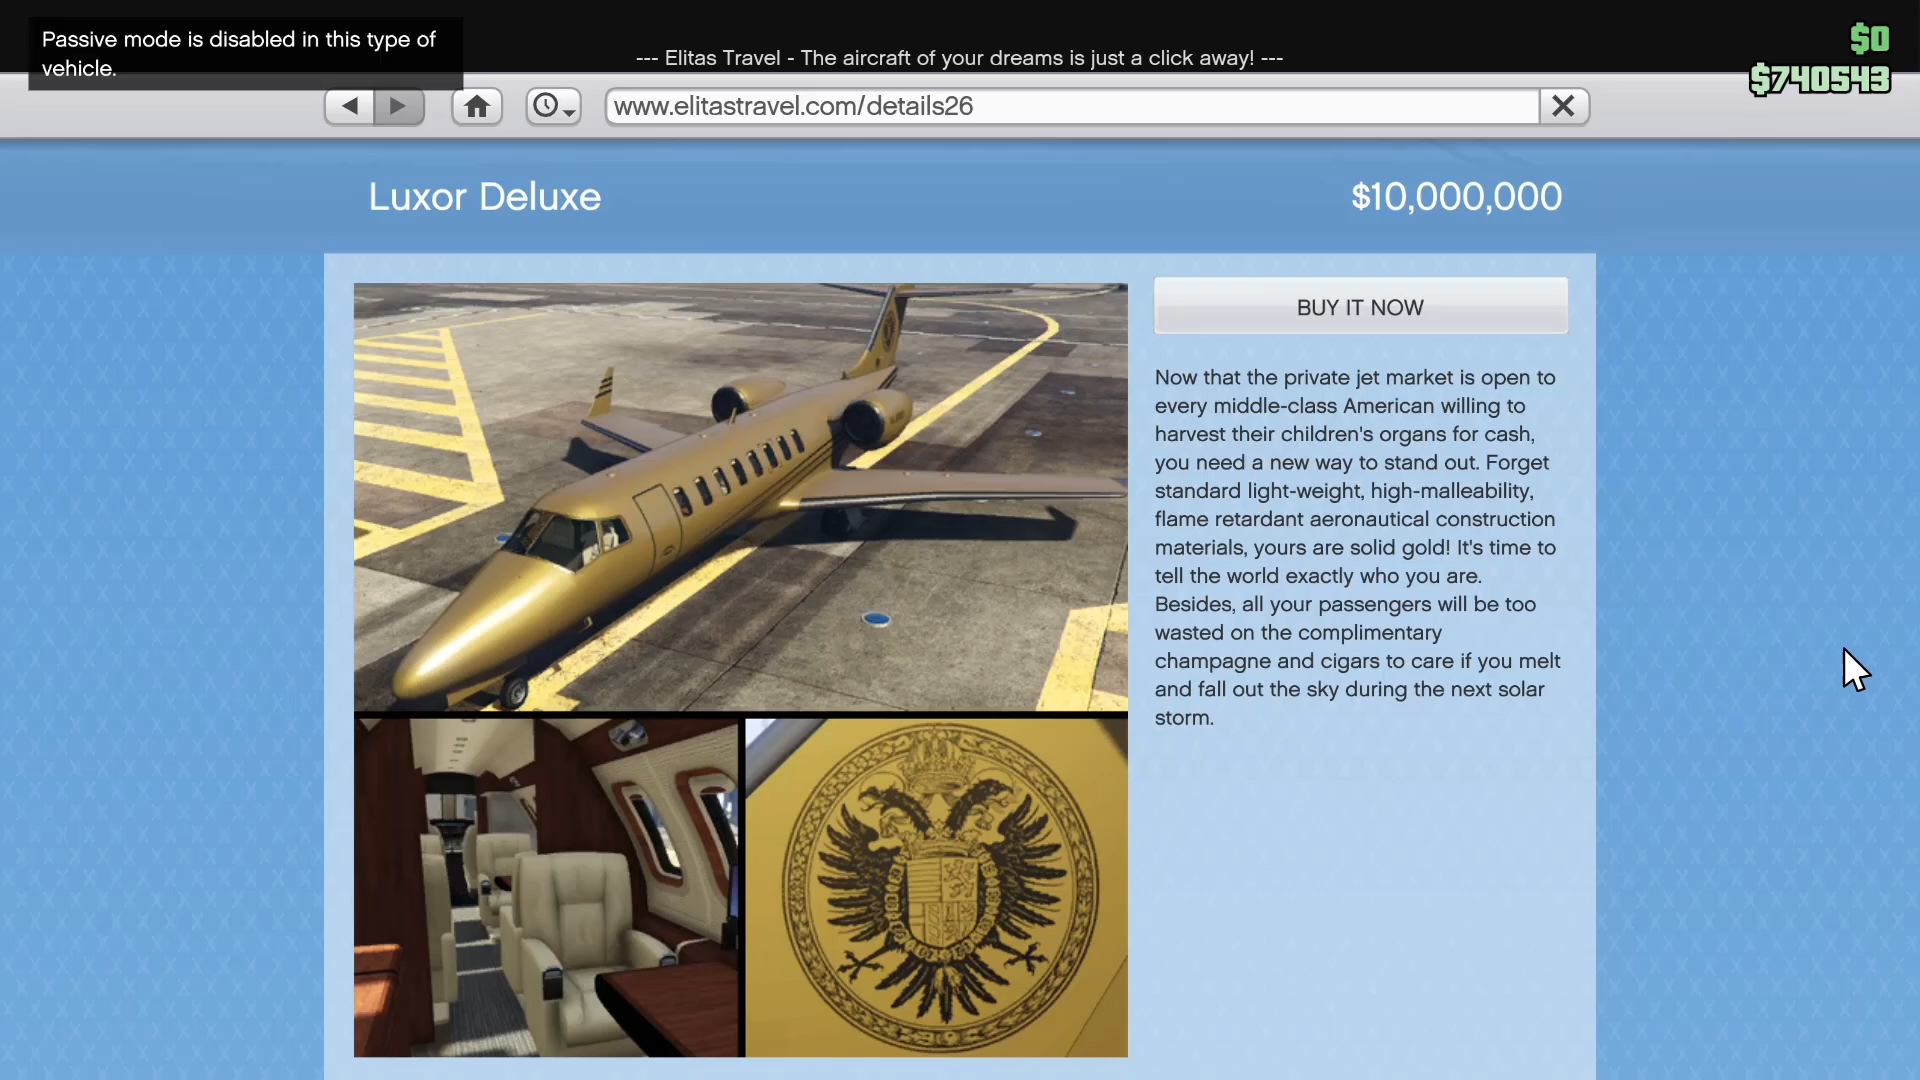 Passive mode is disabled in this type of
vehicle.
--- Elitas Travel - The aircraft of your dreams is just a click away! ---
$0
$740543
www.elitastravel.com/details26
Luxor Deluxe
$10,000,000
BUY IT NOW
Now that the private jet market is open to
every middle-class American willing to
harvest their children's organs for cash,
you need a new way to stand out. Forget
standard light-weight, high-malleability,
flame retardant aeronautical construction
materials, yours are solid gold! It's time to
tell the world exactly who you are.
Besides, all your passengers will be too
wasted on the complimentary
champagne and cigars to care if you melt
and fall out the sky during the next solar
storm.